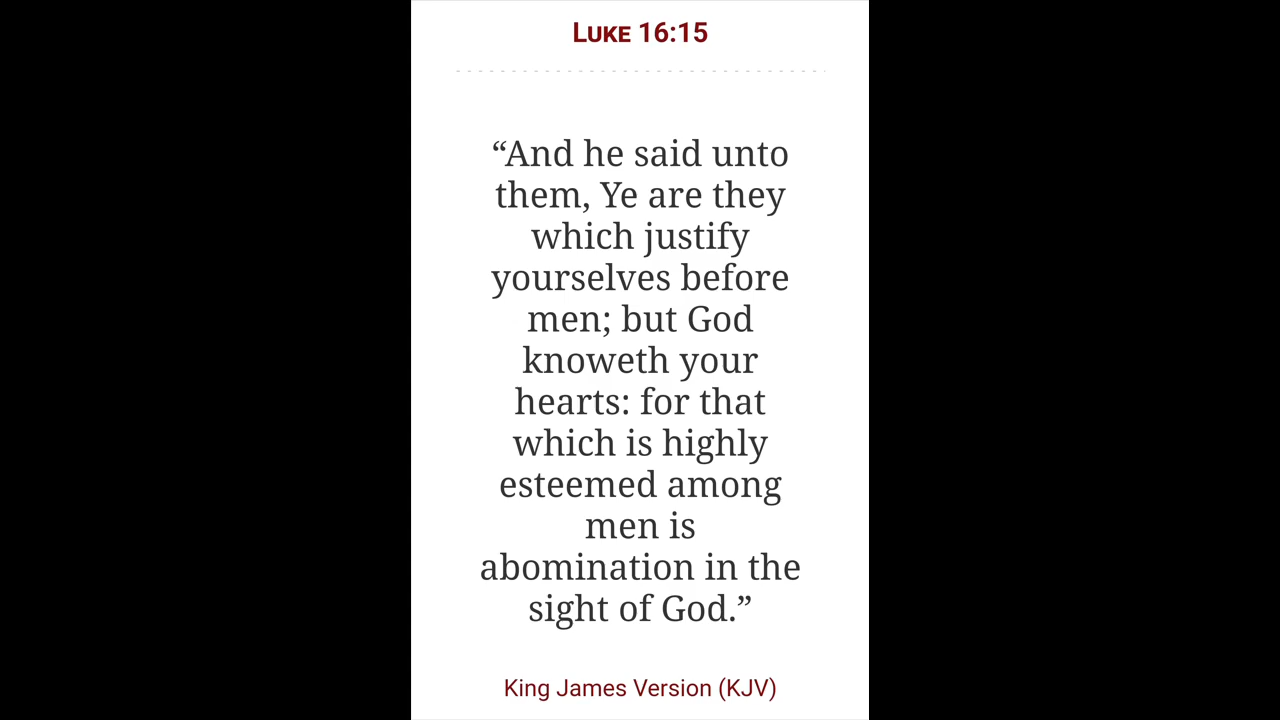 Luke 16:15
“And he said unto
them, Ye are they
which justify
yourselves before
men; but God
knoweth your
hearts: for that
which is highly
esteemed among
men is
abomination in the
sight of God.”
King James Version (KJV)